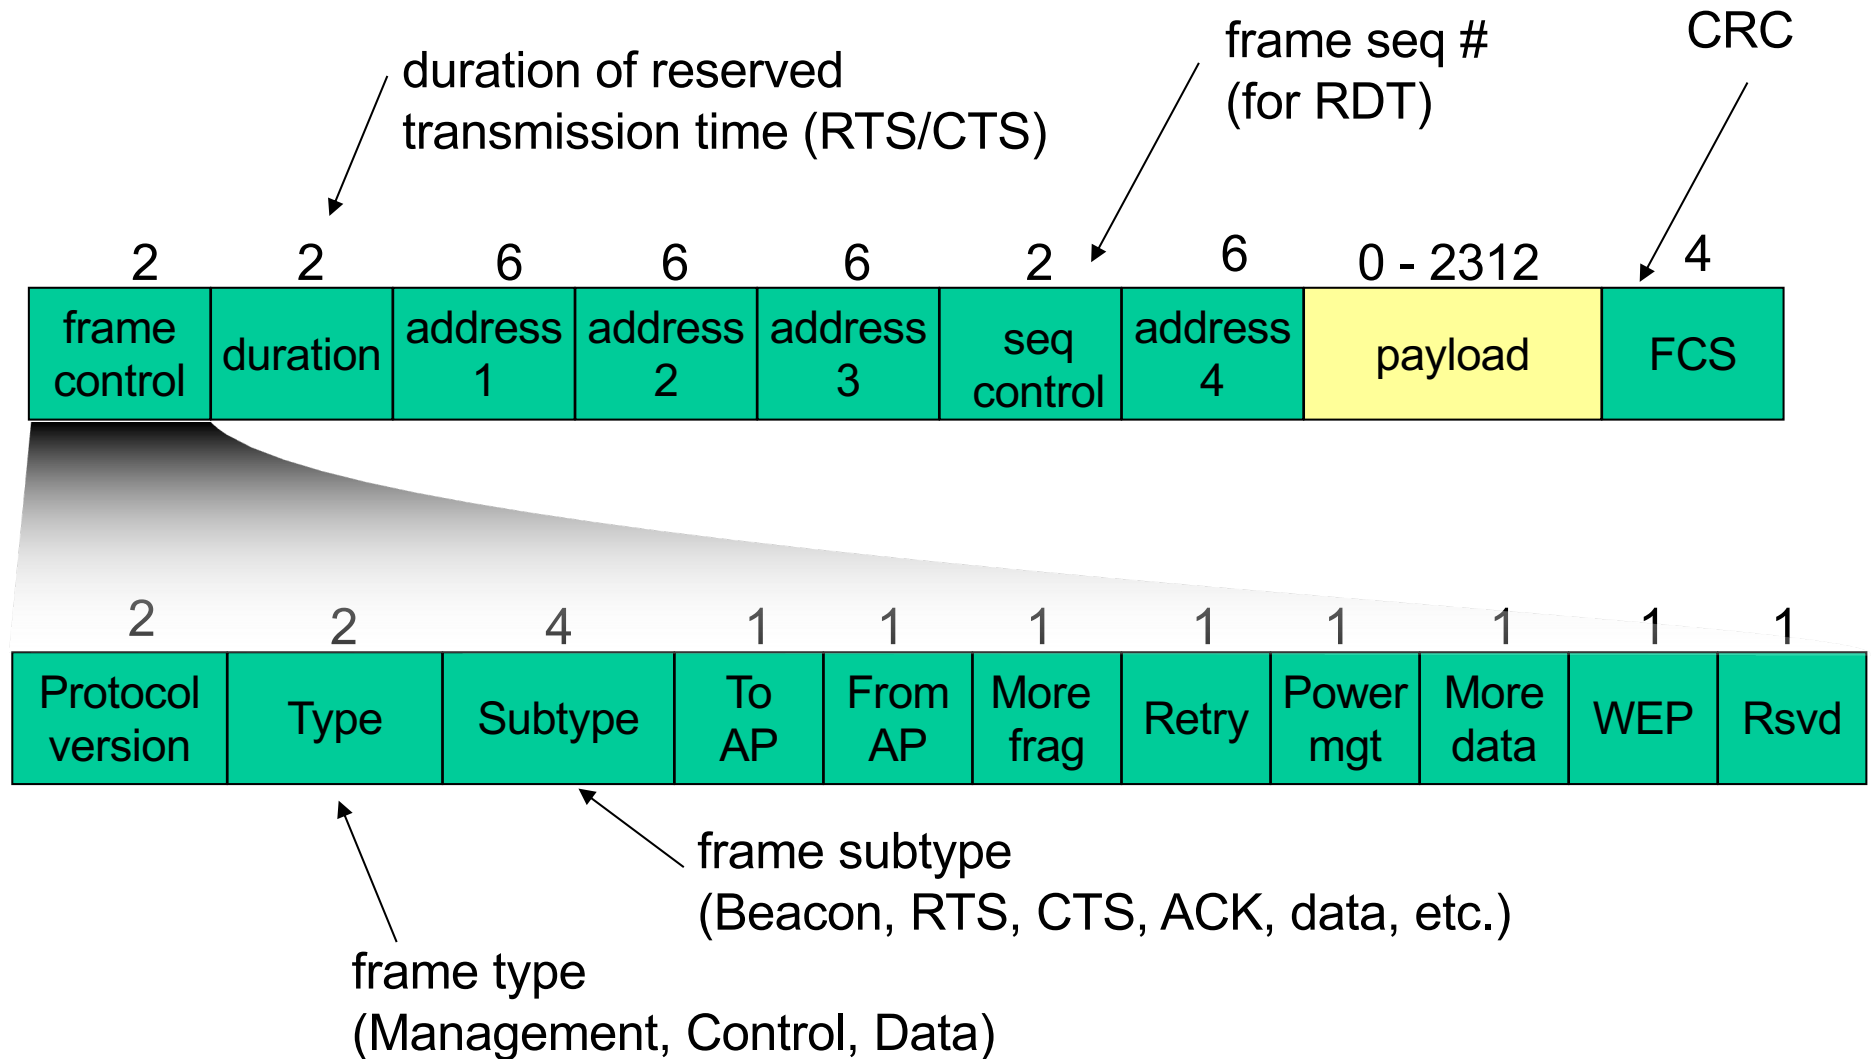 duration of reserved
transmission time (RTS/CTS)
frame seq #
(for RDT)
CRC
2 2 6 6 6 2 6 0 - 2312 4
frame
control
duration
address
1
address
2
address
3
seq
control
address
4
payload
FCS
2 2 4 1 1 1 1 1 1 1 1
Protocol
version
Type
Subtype
To
AP
From
AP
More
frag
Retry
Power
mgt
More
data
WEP
Rsvd
frame subtype
(Beacon, RTS, CTS, ACK, data, etc.)
frame type
(Management, Control, Data)